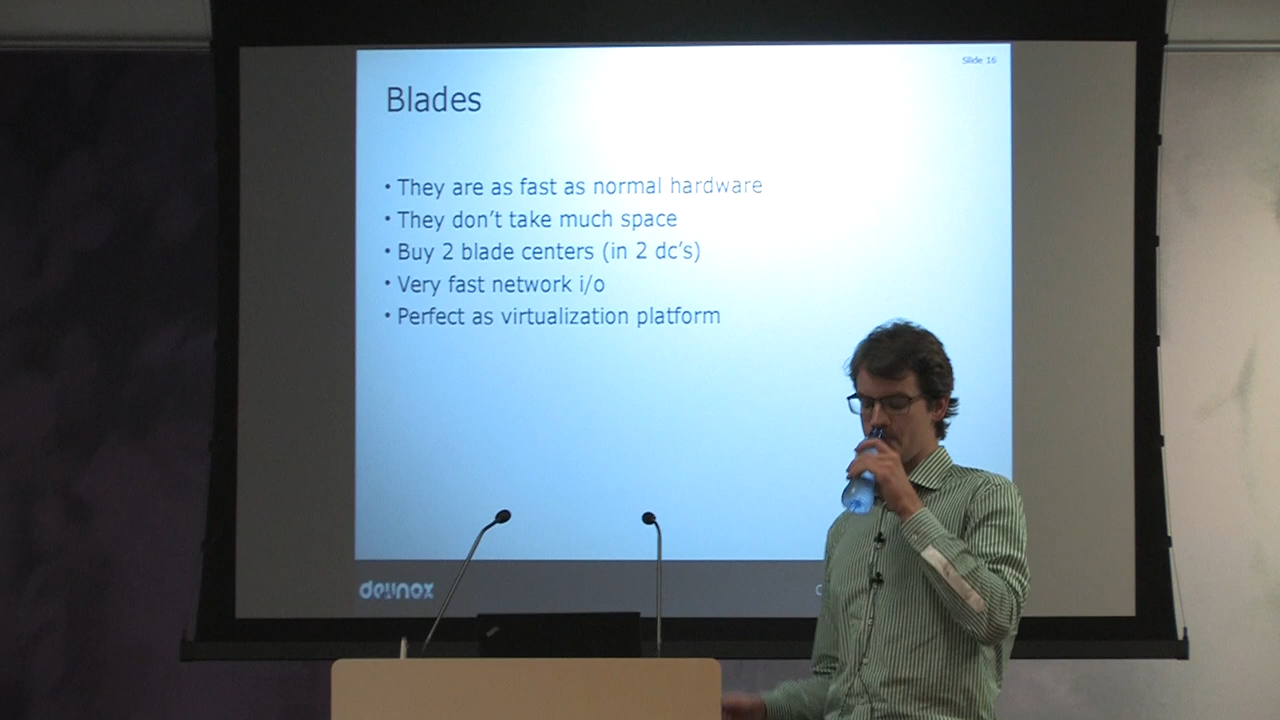 Slide 16
Blades
• They are as fast as normal hardware
• They don't take much space
• Buy 2 blade centers (in 2 dc's)
• Very fast network i/o
• Perfect as virtualization platform